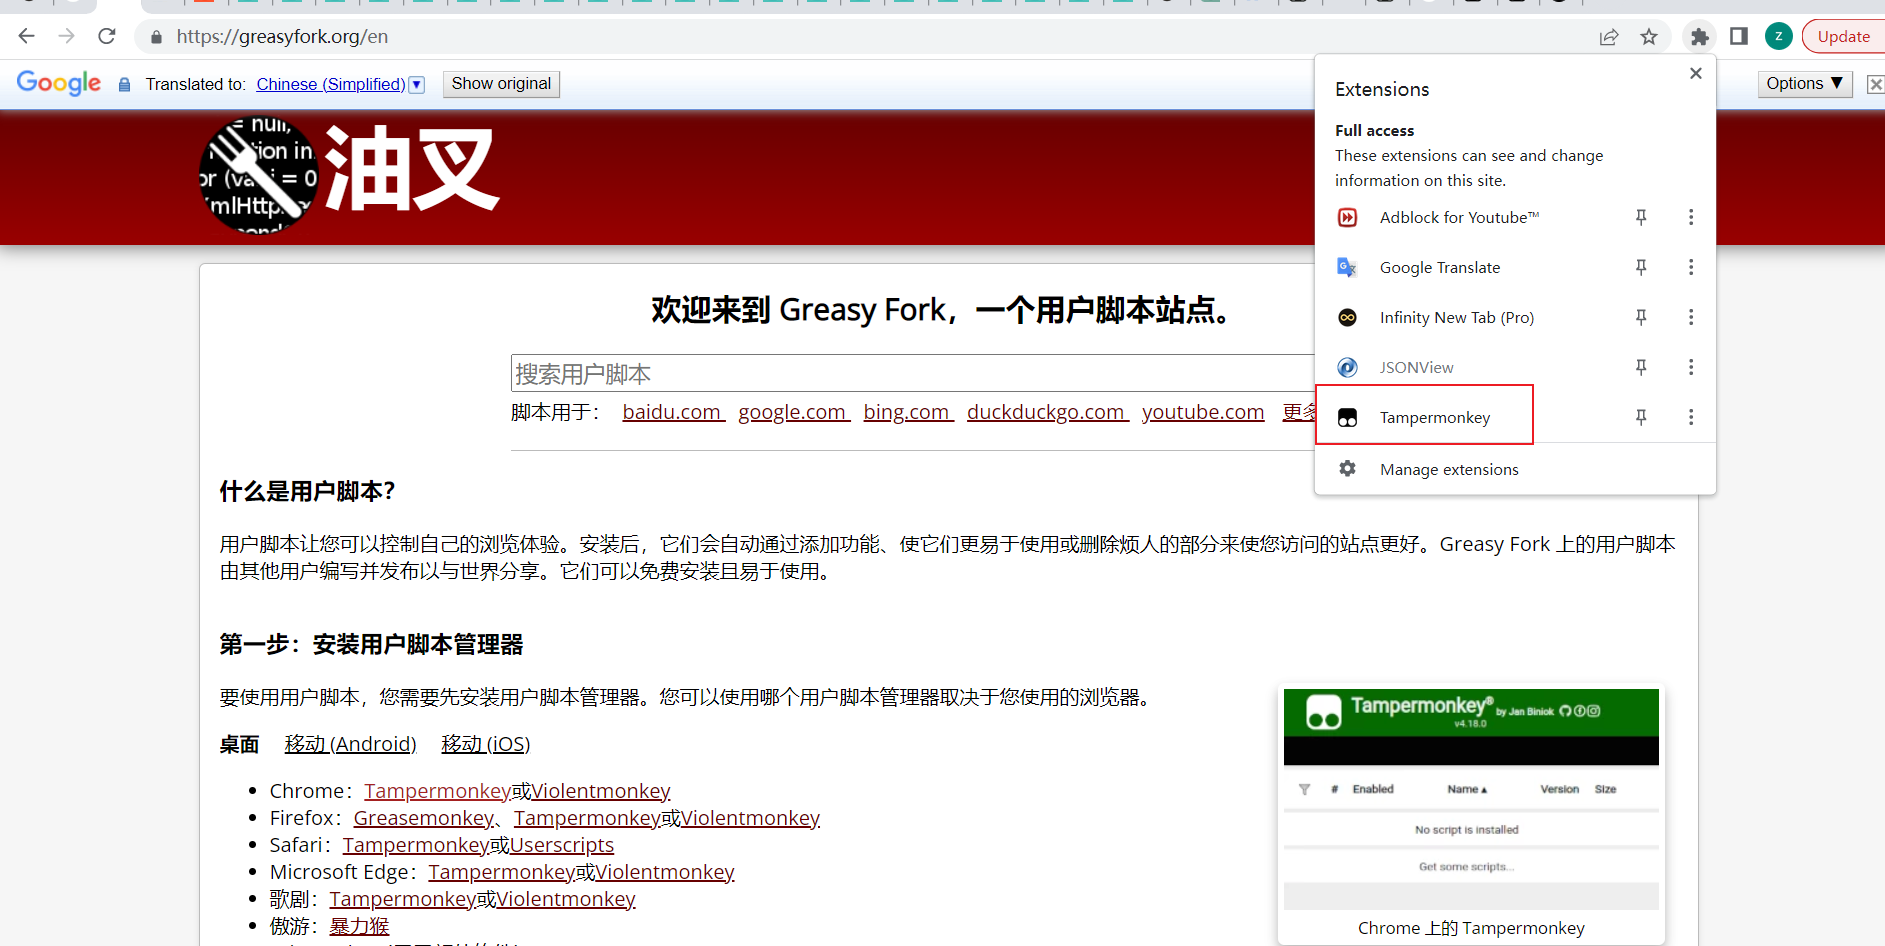 https://greasyfork.org/en
z
Update
Google Translated to: Chinese (Simplified) ▼ Show original
Options ▼
= null,
tion in
or (va i = 0
mlHttp
油叉
Extensions
Full access
These extensions can see and change
information on this site.
Adblock for Youtube™
Google Translate
Infinity New Tab (Pro)
JSONView
Tampermonkey
Manage extensions
欢迎来到 Greasy Fork，一个用户脚本站点。
搜索用户脚本
脚本用于： baidu.com google.com bing.com duckduckgo.com youtube.com 更多
什么是用户脚本？
用户脚本让您可以控制自己的浏览体验。安装后，它们会自动通过添加功能、使它们更易于使用或删除烦人的部分来使您访问的站点更好。Greasy Fork 上的用户脚本
由其他用户编写并发布以与世界分享。它们可以免费安装且易于使用。
第一步：安装用户脚本管理器
要使用用户脚本，您需要先安装用户脚本管理器。您可以使用哪个用户脚本管理器取决于您使用的浏览器。
桌面 移动 (Android) 移动 (iOS)
Chrome：Tampermonkey或Violentmonkey
Firefox：Greasemonkey、Tampermonkey或Violentmonkey
Safari：Tampermonkey或Userscripts
Microsoft Edge：Tampermonkey或Violentmonkey
歌剧：Tampermonkey或Violentmonkey
傲游：暴力猴
Tampermonkey® by Jan Biniok
v4.18.0
# Enabled Name ▲ Version Size
No script is installed
Get some scripts...
Chrome 上的 Tampermonkey